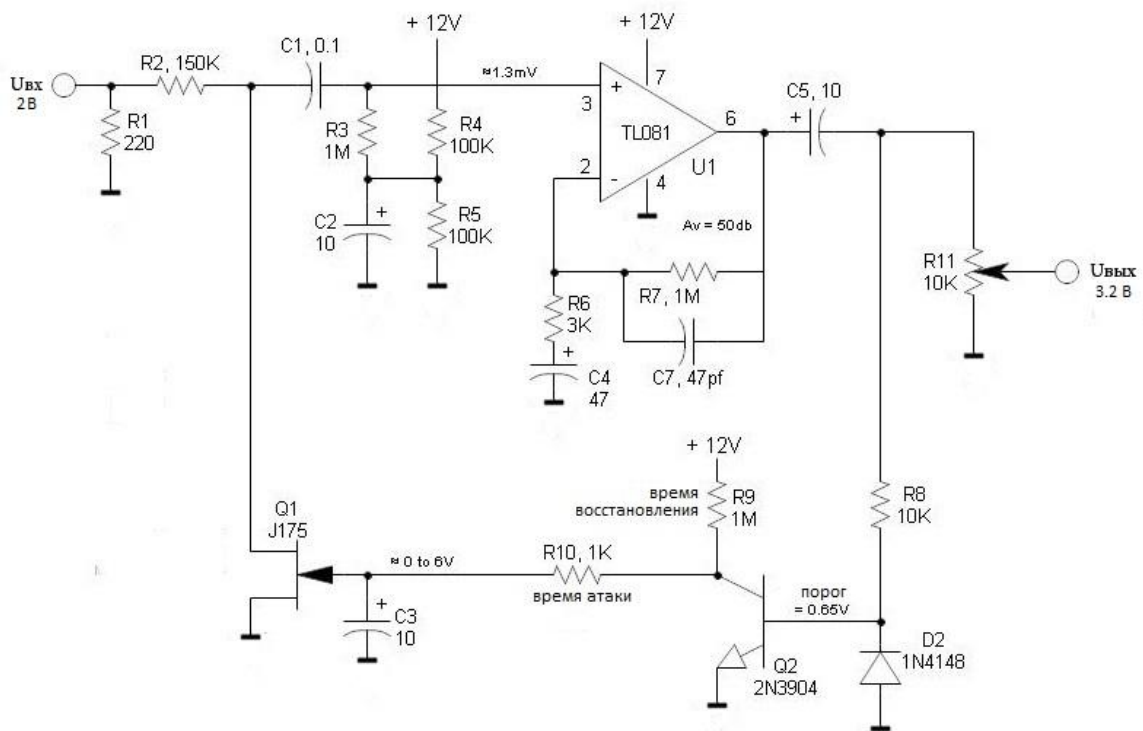 + 12V
+ 12V
C1, 0.1
R2, 150K
Uвх
2В
R1
220
≈1.3mV
R3
1M
R4
100K
3
+
7
TL081
6
U1
2
-
4
C5, 10
+
C2
10
+
R5
100K
Av = 50db
R7, 1M
R6
3K
+
C4
47
C7, 47pf
R11
10K
Uвых
3.2 В
+ 12V
время
восстановления
R9
1M
R8
10K
Q1
J175
≈ 0 to 6V
R10, 1K
время атаки
+
C3
10
порог
= 0.65V
Q2
2N3904
D2
1N4148